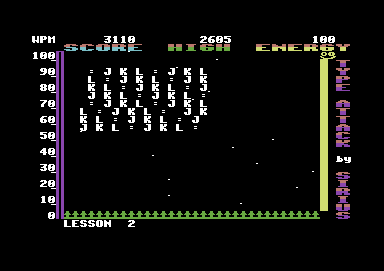 WPM 3110 2605 100
SCORE HIGH ENERGY
100 99
90 = J K L = J K L
L = J K L = J K
80 K L = J K L = J
J K L = J K L =
70 = J K L = J K L
L = J K L = J K
60 K L = J K L = J
J K L = J K L =
50
40
30
20
10
0
LESSON 2
TYPE ATTACK
by
SIRIUS